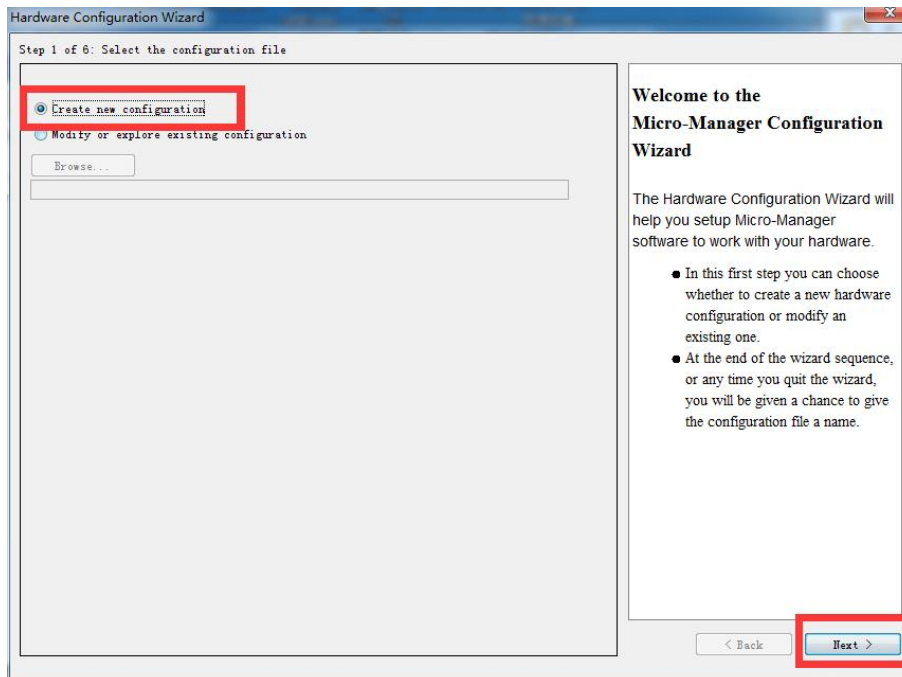 Hardware Configuration Wizard
Step 1 of 6: Select the configuration file
Create new configuration
Modify or explore existing configuration
Browse...
Welcome to the
Micro-Manager Configuration
Wizard
The Hardware Configuration Wizard will
help you setup Micro-Manager
software to work with your hardware.
● In this first step you can choose
whether to create a new hardware
configuration or modify an
existing one.
● At the end of the wizard sequence,
or any time you quit the wizard,
you will be given a chance to give
the configuration file a name.
< Back
Next >